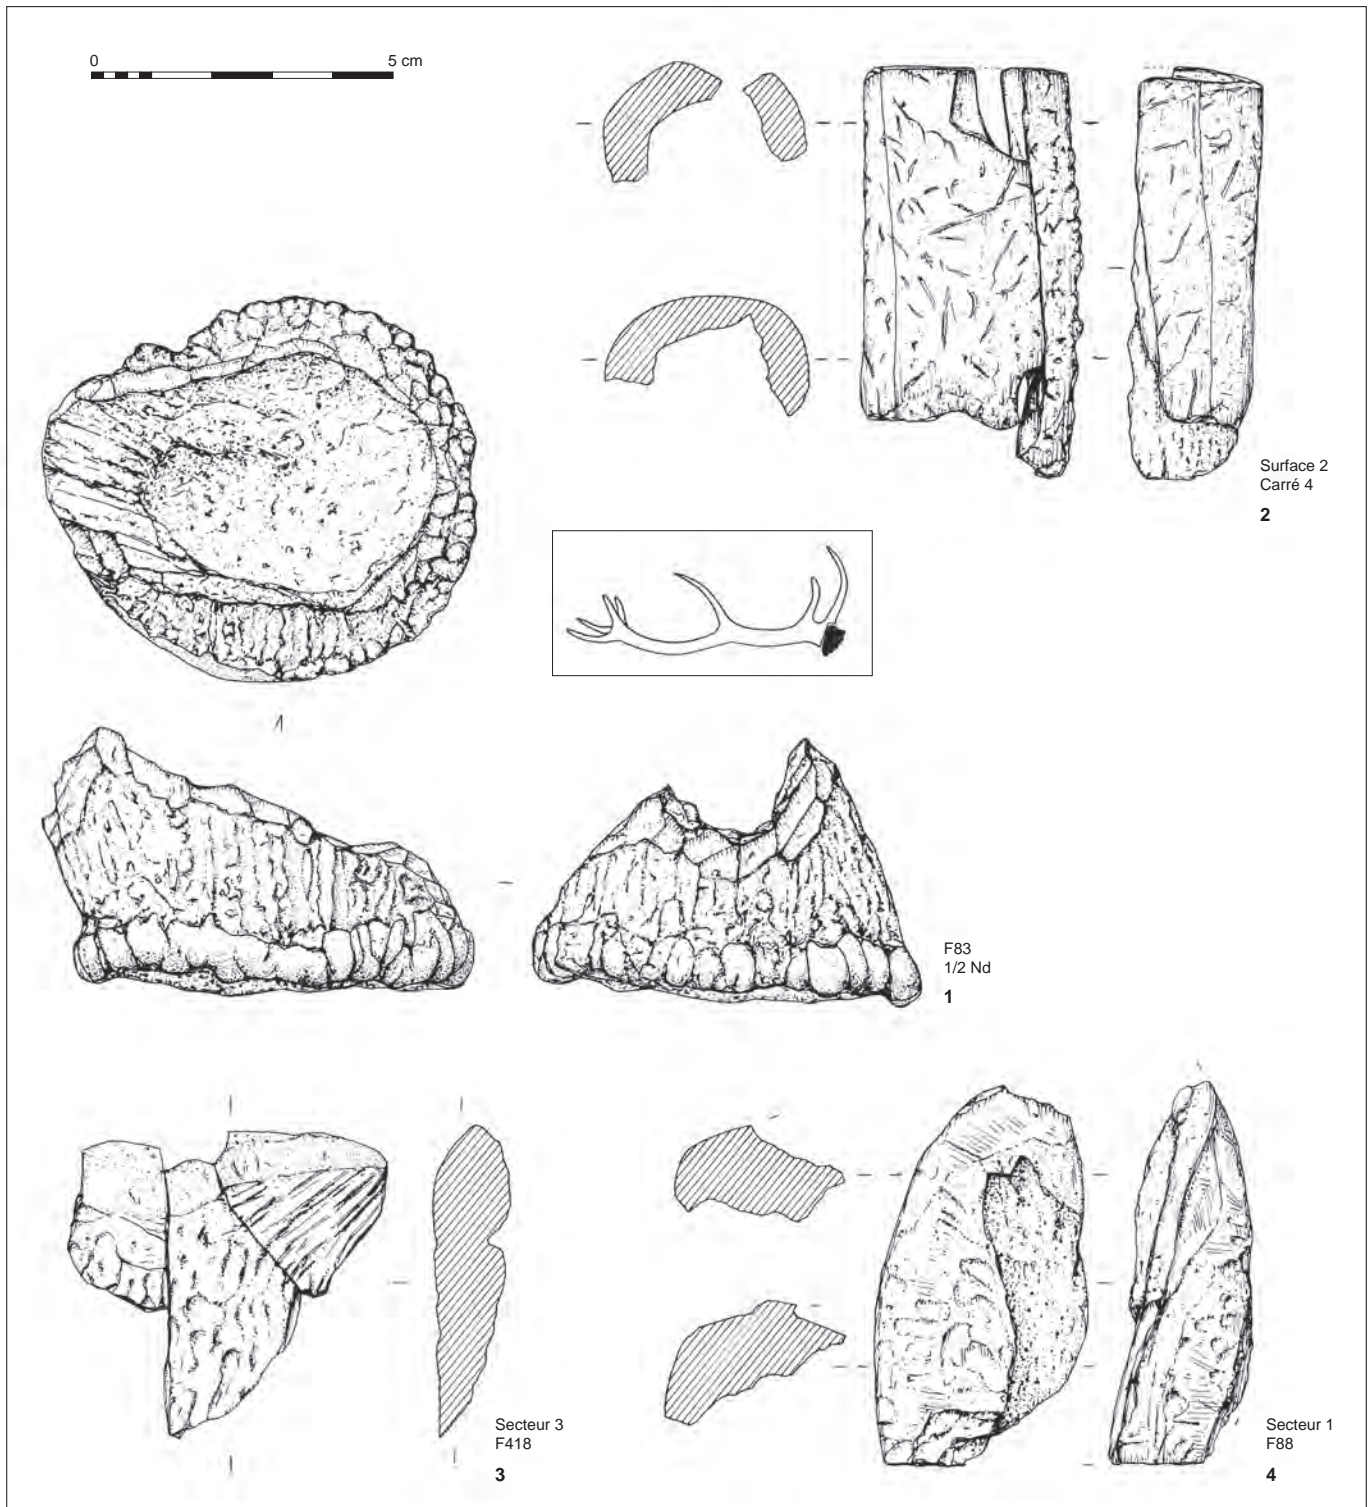 0 5 cm
Surface 2
Carré 4
2
F83
1/2 Nd
1
Secteur 3
F418
3
Secteur 1
F88
4